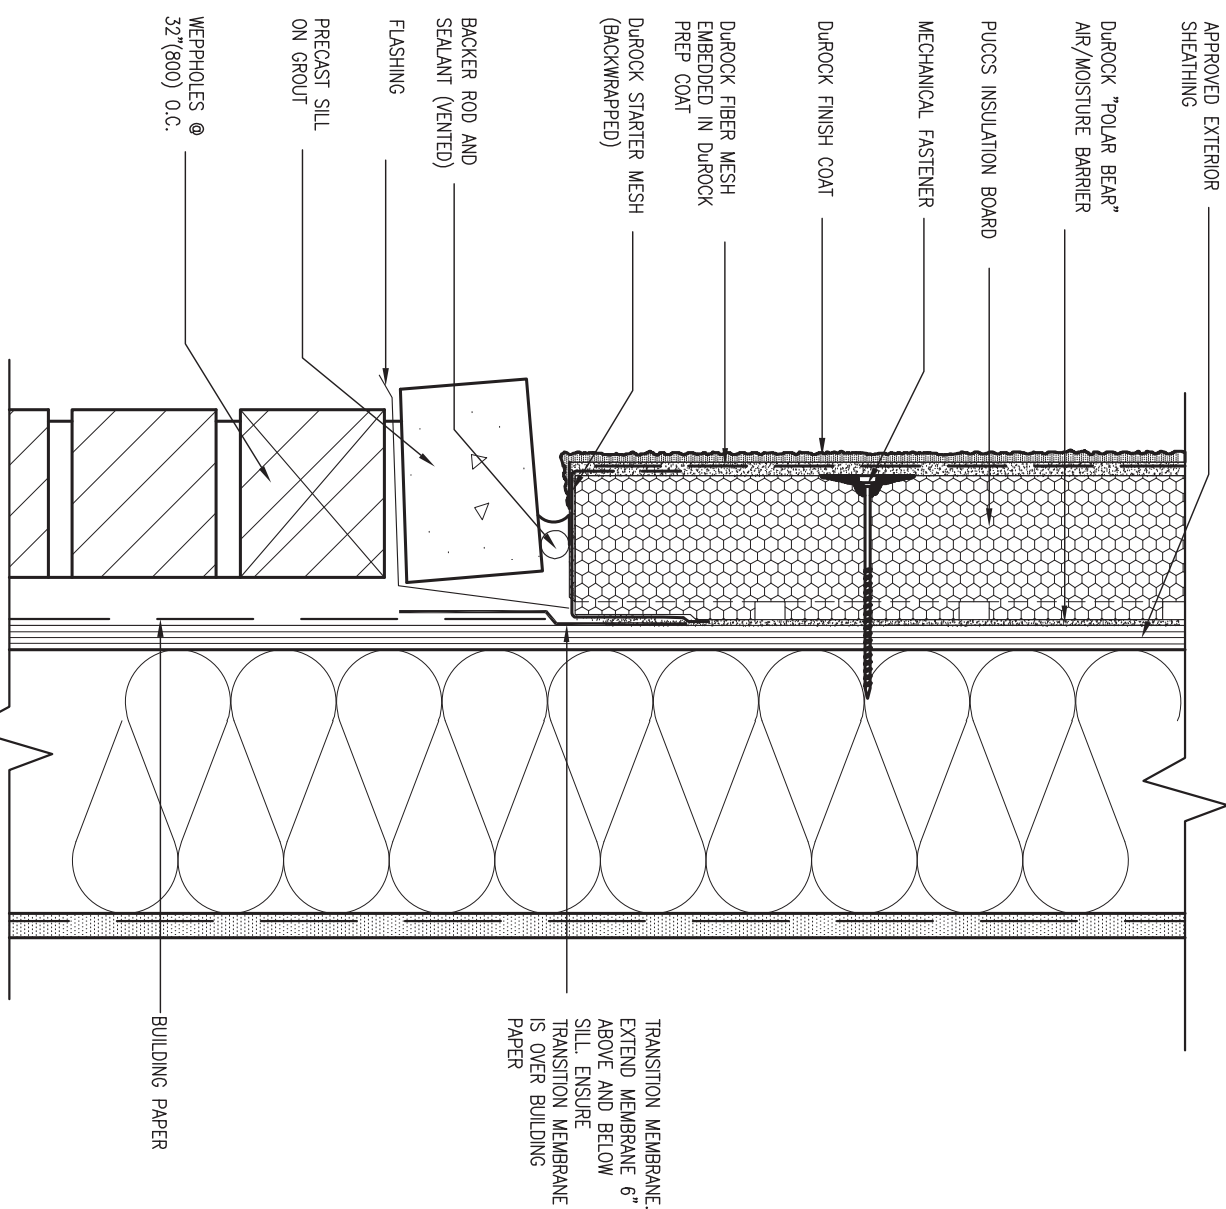 APPROVED EXTERIOR
SHEATHING
DuROCK "POLAR BEAR"
AIR/MOISTURE BARRIER
PUCCS INSULATION BOARD
MECHANICAL FASTENER
DuROCK FINISH COAT
DuROCK FIBER MESH
EMBEDDED IN DuROCK
PREP COAT
DuROCK STARTER MESH
(BACKWRAPPED)
BACKER ROD AND
SEALANT (VENTED)
FLASHING
PRECAST SILL
ON GROUT
WEPPHOLES @
32"(800) O.C.
TRANSITION MEMBRANE.
EXTEND MEMBRANE 6"
ABOVE AND BELOW
SILL. ENSURE
TRANSITION MEMBRANE
IS OVER BUILDING
PAPER
BUILDING PAPER